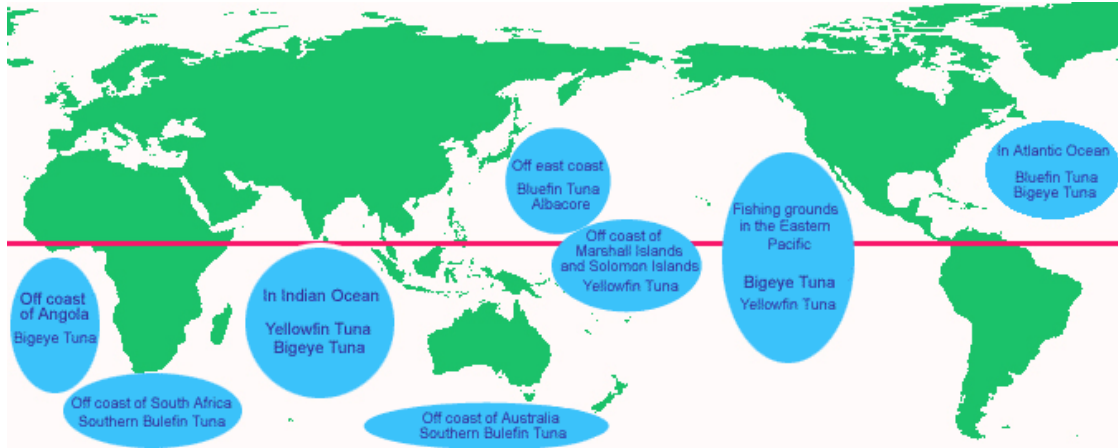 Off east coast
Bluefin Tuna
Albacore
In Atlantic Ocean
Bluefin Tuna
Bigeye Tuna
Fishing grounds
in the Eastern
Pacific
Bigeye Tuna
Yellowfin Tuna
Off coast of
Marshall Islands
and Solomon Islands
Yellowfin Tuna
Off coast
of Angola
Bigeye Tuna
In Indian Ocean
Yellowfin Tuna
Bigeye Tuna
Off coast of South Africa
Southern Bulefin Tuna
Off coast of Australia
Southern Bulefin Tuna